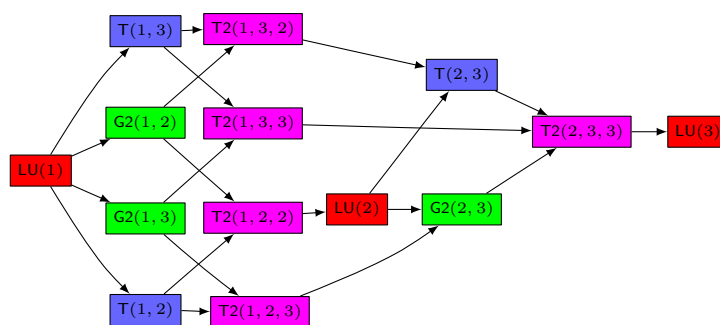 T(1, 3)
T2(1, 3, 2)
T(2, 3)
G2(1, 2)
T2(1, 3, 3)
T2(2, 3, 3)
LU(3)
LU(1)
G2(1, 3)
T2(1, 2, 2)
LU(2)
G2(2, 3)
T(1, 2)
T2(1, 2, 3)